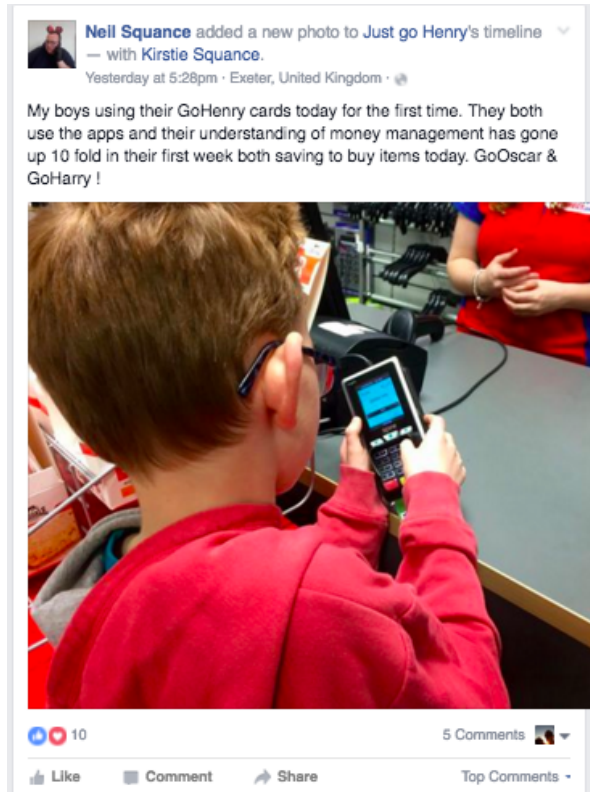 Neil Squance added a new photo to Just go Henry's timeline
— with Kirstie Squance.
Yesterday at 5:28pm · Exeter, United Kingdom ·
My boys using their GoHenry cards today for the first time. They both
use the apps and their understanding of money management has gone
up 10 fold in their first week both saving to buy items today. GoOscar &
GoHarry !
10
5 Comments
Like Comment Share Top Comments